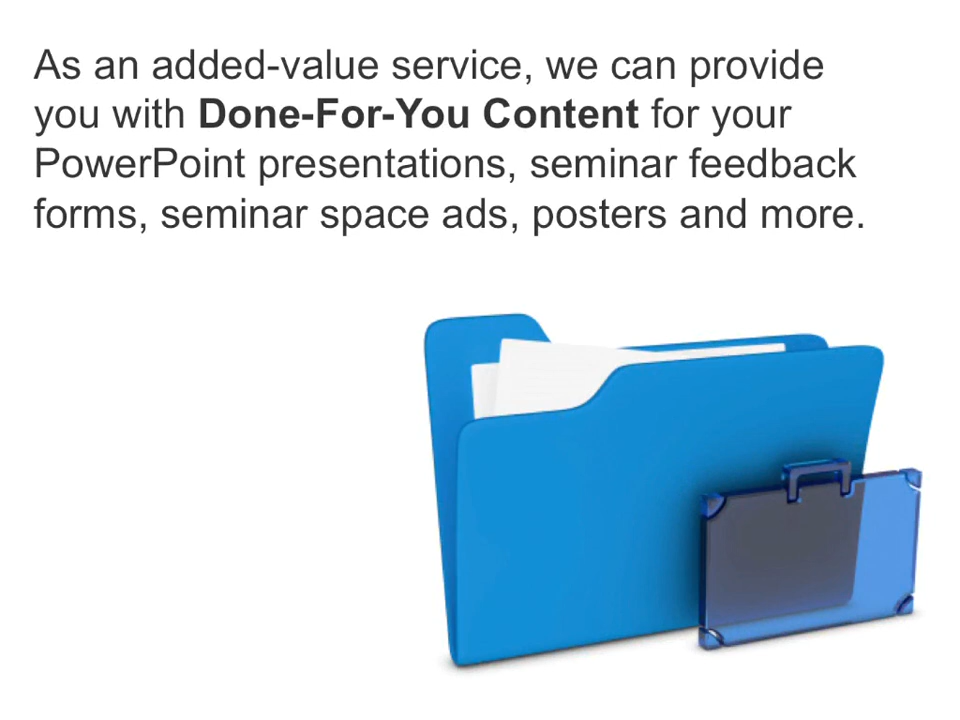 As an added-value service, we can provide
you with Done-For-You Content for your
PowerPoint presentations, seminar feedback
forms, seminar space ads, posters and more.